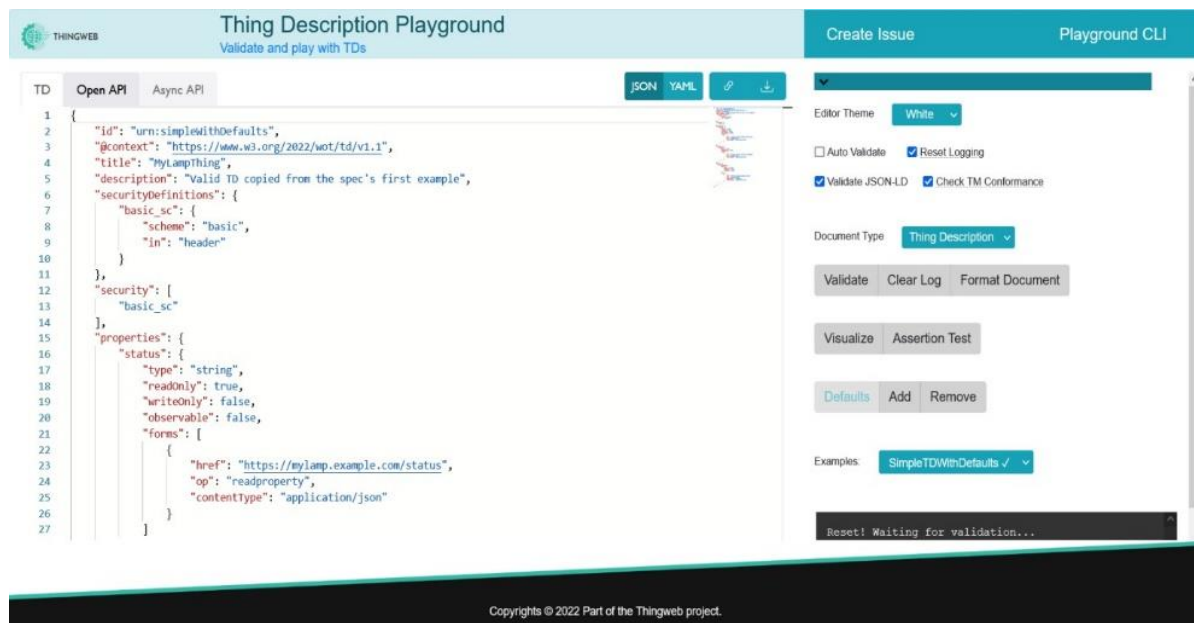 THINGWEB
Thing Description Playground
Validate and play with TDs
Create Issue
Playground CLI
TD
Open API
Async API
JSON
YAML
1 {
2 "id": "urn:simpleWithDefaults",
3 "@context": "https://www.w3.org/2022/wot/td/v1.1",
4 "title": "MyLampThing",
5 "description": "Valid TD copied from the spec's first example",
6 "securityDefinitions": {
7 "basic_sc": {
8 "scheme": "basic",
9 "in": "header"
10 }
11 },
12 "security": [
13 "basic_sc"
14 ],
15 "properties": {
16 "status": {
17 "type": "string",
18 "readOnly": true,
19 "writeOnly": false,
20 "observable": false,
21 "forms": [
22 {
23 "href": "https://mylamp.example.com/status",
24 "op": "readproperty",
25 "contentType": "application/json"
26 }
27 ]
Editor Theme
White
Auto Validate
Reset Logging
Validate JSON-LD
Check TM Conformance
Document Type
Thing Description
Validate
Clear Log
Format Document
Visualize
Assertion Test
Defaults
Add
Remove
Examples:
SimpleTDWithDefaults ✓
Reset! Waiting for validation...
Copyrights © 2022 Part of the Thingweb project.